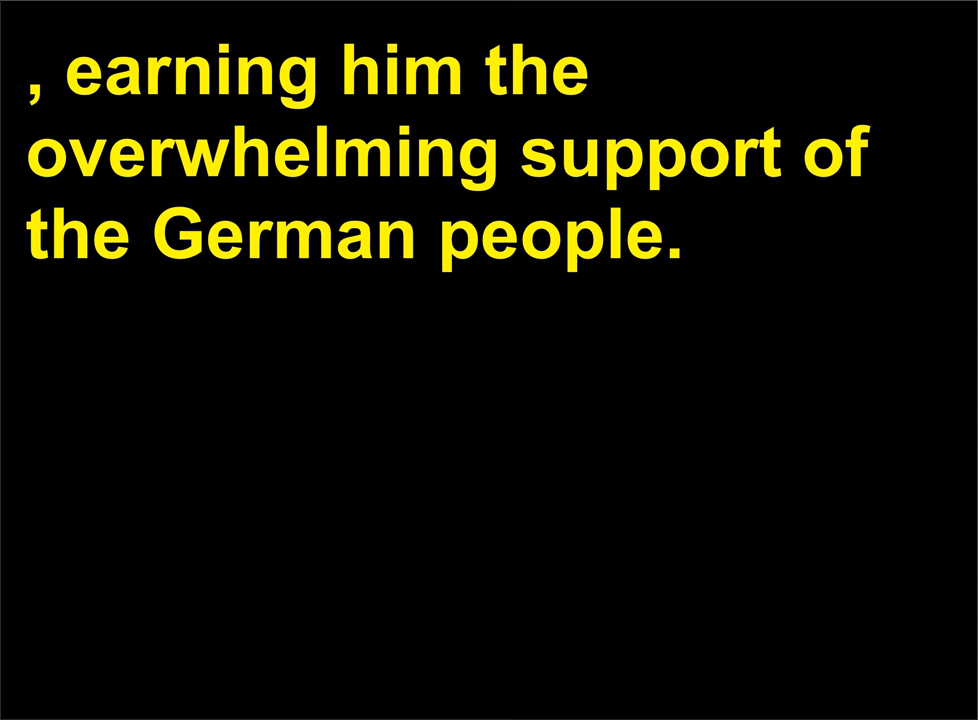 , earning him the
overwhelming support of
the German people.